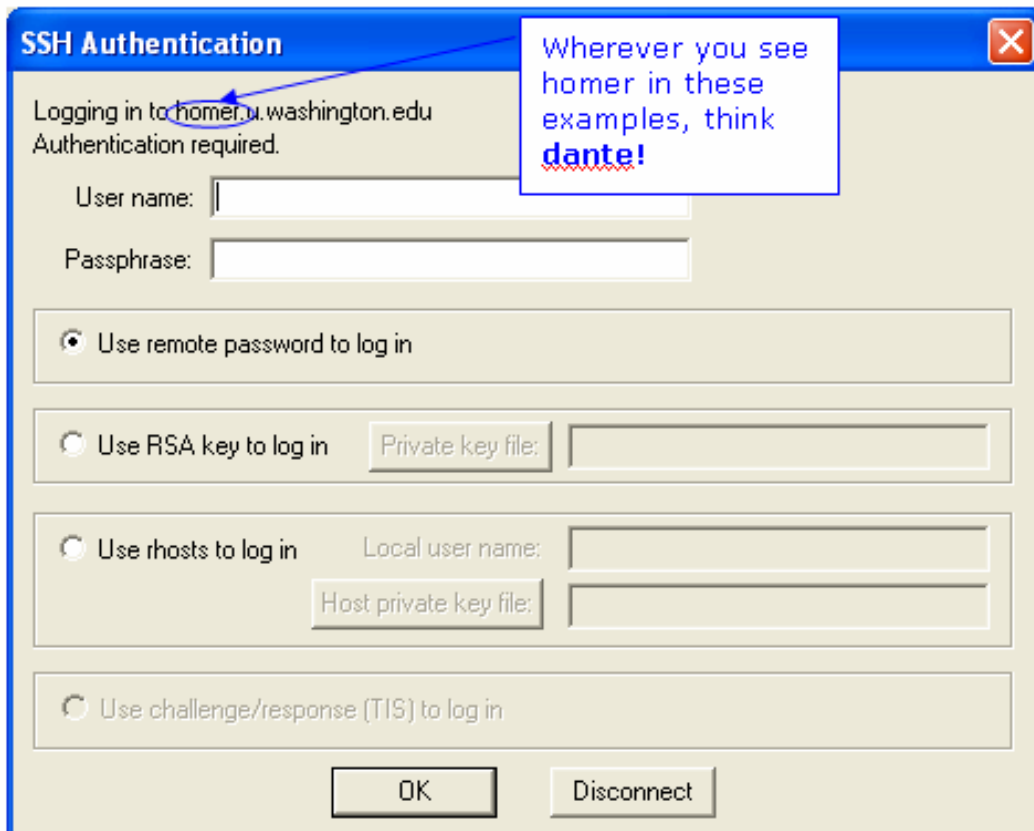 SSH Authentication
Wherever you see
homer in these
examples, think
dante!
Logging in to homer.u.washington.edu
Authentication required.
User name:
Passphrase:
Use remote password to log in
Use RSA key to log in Private key file:
Use rhosts to log in Local user name:
Host private key file:
Use challenge/response (TIS) to log in
OK Disconnect